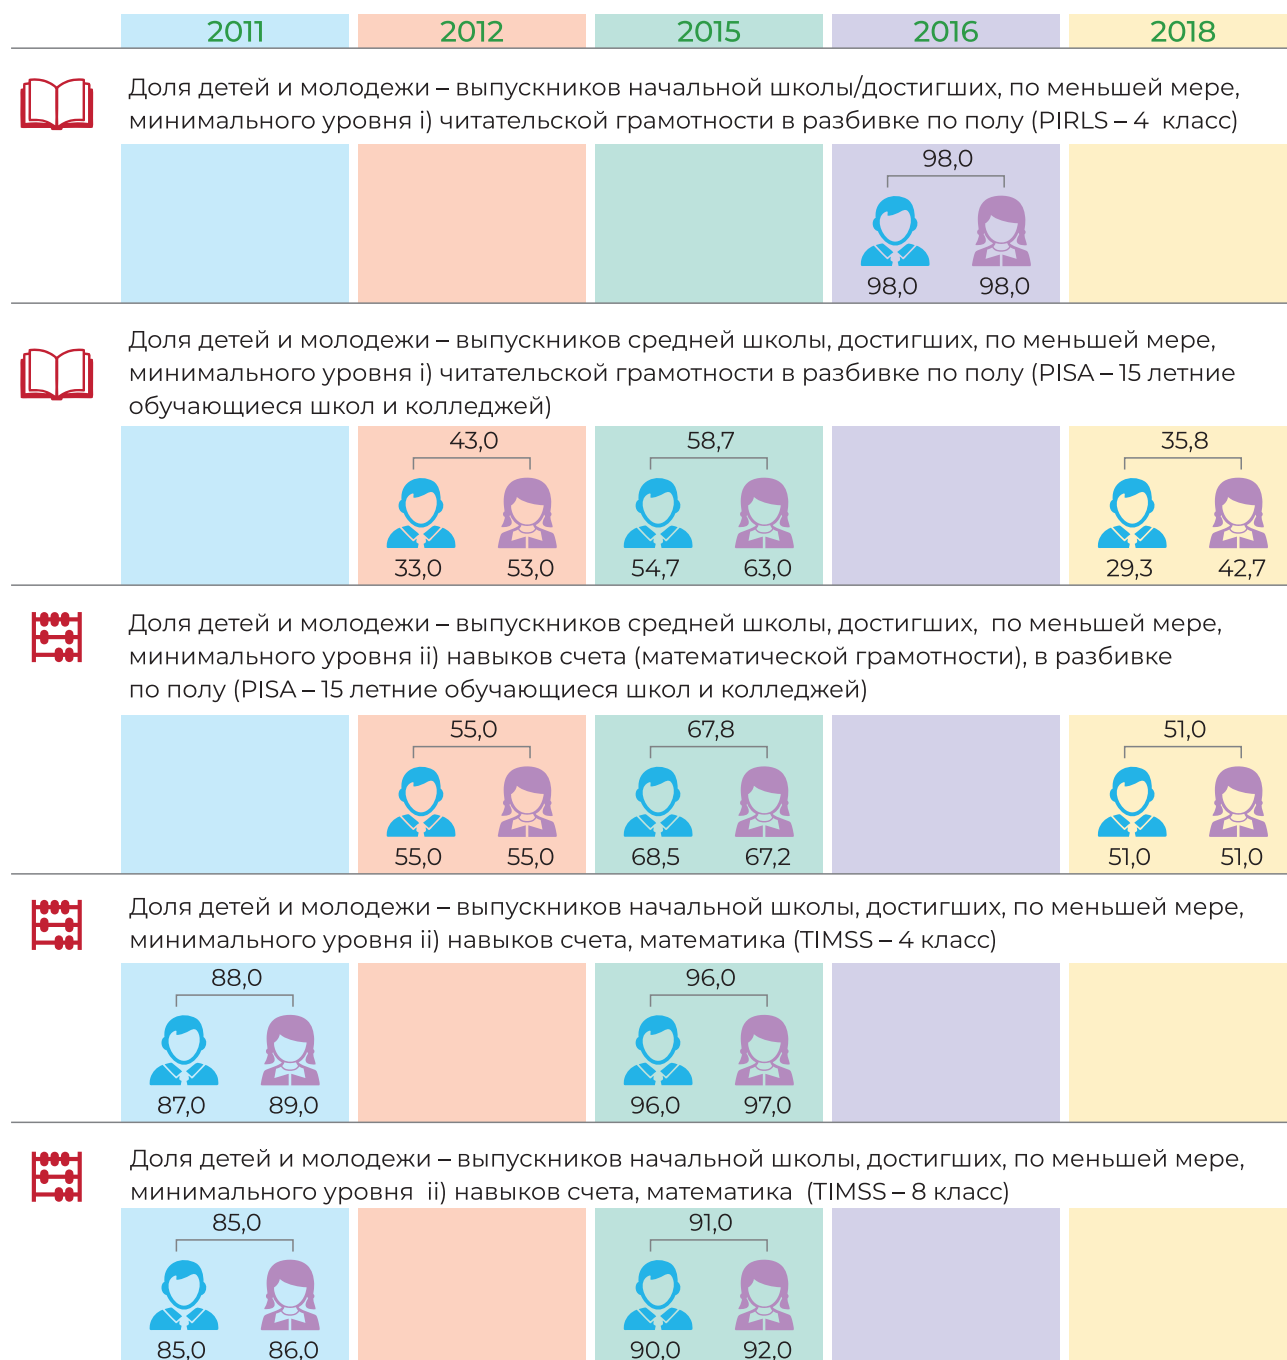 2011 2012 2015 2016 2018
Доля детей и молодежи – выпускников начальной школы/достигших, по меньшей мере,
минимального уровня i) читательской грамотности в разбивке по полу (PIRLS – 4 класс)
98,0
98,0 98,0
Доля детей и молодежи – выпускников средней школы, достигших, по меньшей мере,
минимального уровня i) читательской грамотности в разбивке по полу (PISA – 15 летние
обучающиеся школ и колледжей)
43,0 58,7 35,8
33,0 53,0 54,7 63,0 29,3 42,7
Доля детей и молодежи – выпускников средней школы, достигших, по меньшей мере,
минимального уровня ii) навыков счета (математической грамотности), в разбивке
по полу (PISA – 15 летние обучающиеся школ и колледжей)
55,0 67,8 51,0
55,0 55,0 68,5 67,2 51,0 51,0
Доля детей и молодежи – выпускников начальной школы, достигших, по меньшей мере,
минимального уровня ii) навыков счета, математика (TIMSS – 4 класс)
88,0 96,0
87,0 89,0 96,0 97,0
Доля детей и молодежи – выпускников начальной школы, достигших, по меньшей мере,
минимального уровня ii) навыков счета, математика (TIMSS – 8 класс)
85,0 91,0
85,0 86,0 90,0 92,0